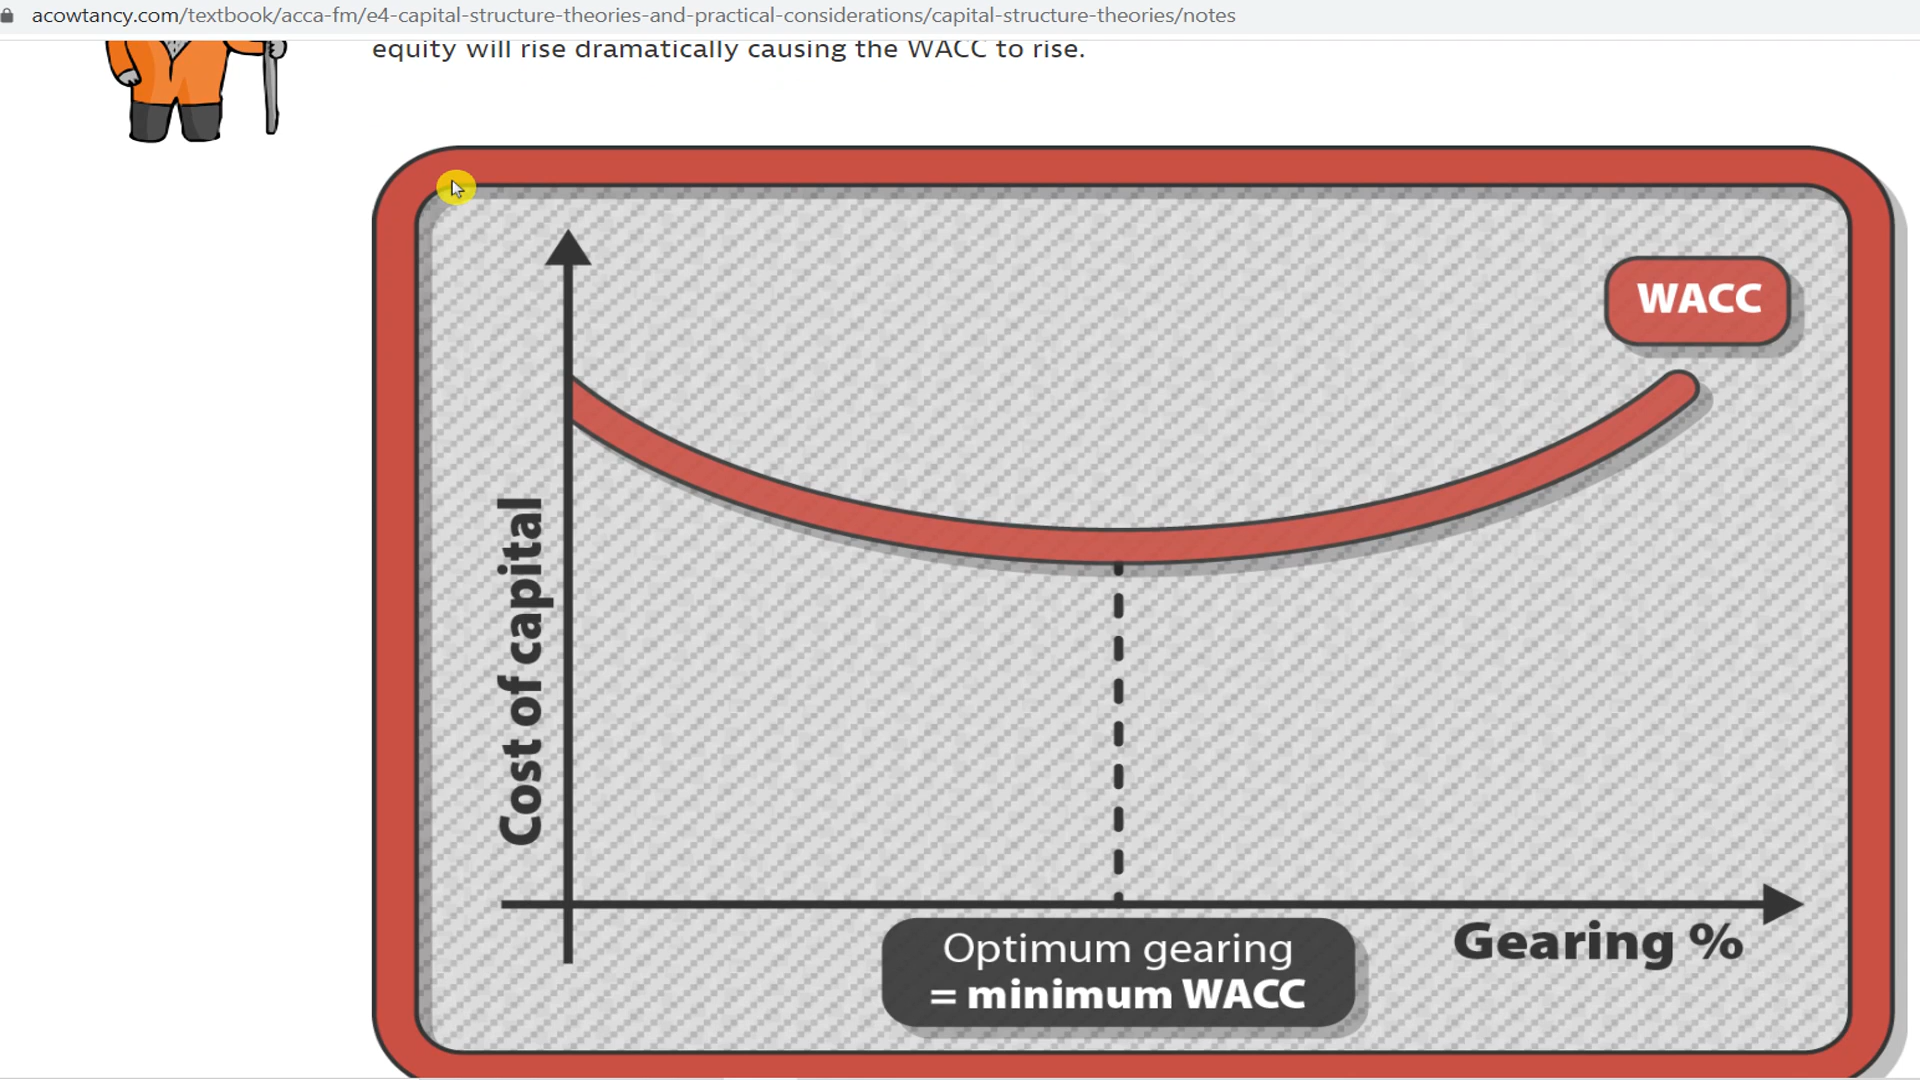 acowtancy.com/textbook/acca-fm/e4-capital-structure-theories-and-practical-considerations/capital-structure-theories/notes
equity will rise dramatically causing the WACC to rise.
WACC
Cost of capital
Gearing %
Optimum gearing
= minimum WACC